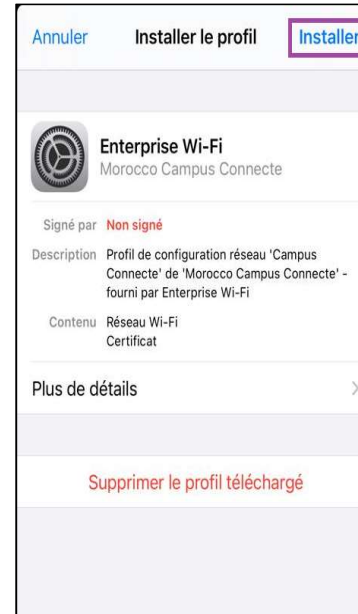 Annuler Installer le profil Installer
Enterprise Wi-Fi
Morocco Campus Connecte
Signé par Non signé
Description Profil de configuration réseau 'Campus
Connecte' de 'Morocco Campus Connecte' -
fourni par Enterprise Wi-Fi
Contenu Réseau Wi-Fi
Certificat
Plus de détails
Supprimer le profil téléchargé